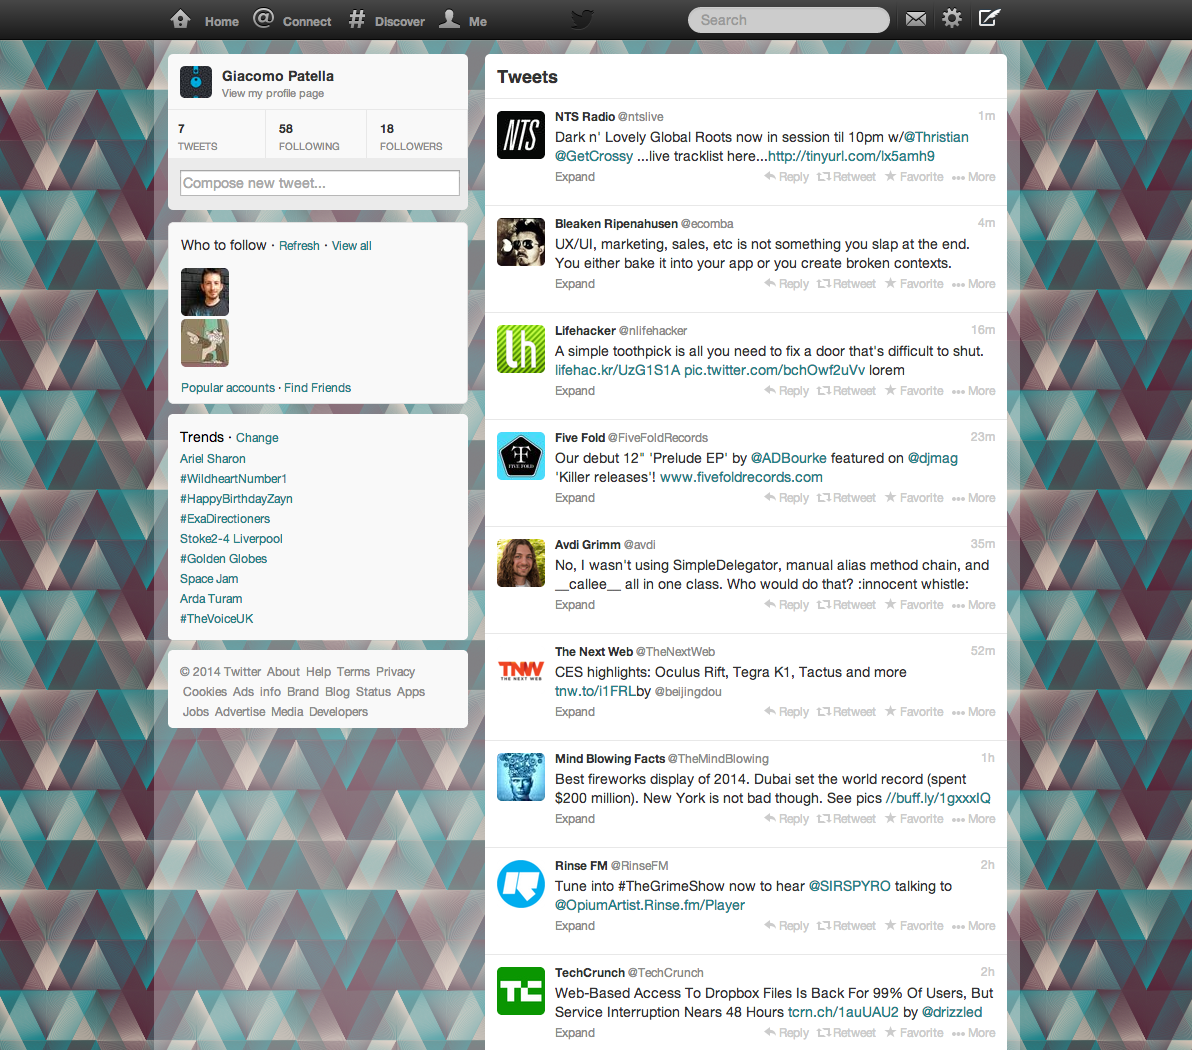 Home Connect Discover Me Search
Giacomo Patella
View my profile page
7 58 18
TWEETS FOLLOWING FOLLOWERS
Compose new tweet...
Who to follow · Refresh · View all
Popular accounts · Find Friends
Trends · Change
Ariel Sharon
#WildheartNumber1
#HappyBirthdayZayn
#ExaDirectioners
Stoke2-4 Liverpool
#Golden Globes
Space Jam
Arda Turam
#TheVoiceUK
© 2014 Twitter About Help Terms Privacy
Cookies Ads info Brand Blog Status Apps
Jobs Advertise Media Developers
Tweets
NTS
NTS Radio @ntslive 1m
Dark n' Lovely Global Roots now in session til 10pm w/@Thristian
@GetCrossy ...live tracklist here...http://tinyurl.com/lx5amh9
Expand Reply Retweet Favorite More
Bleaken Ripenahusen @ecomba 4m
UX/UI, marketing, sales, etc is not something you slap at the end.
You either bake it into your app or you create broken contexts.
Expand Reply Retweet Favorite More
lh
Lifehacker @nlifehacker 16m
A simple toothpick is all you need to fix a door that's difficult to shut.
lifehac.kr/UzG1S1A pic.twitter.com/bchOwf2uVv lorem
Expand Reply Retweet Favorite More
FIVE FOLD
Five Fold @FiveFoldRecords 23m
Our debut 12" 'Prelude EP' by @ADBourke featured on @djmag
'Killer releases'! www.fivefoldrecords.com
Expand Reply Retweet Favorite More
Avdi Grimm @avdi 35m
No, I wasn't using SimpleDelegator, manual alias method chain, and
__callee__ all in one class. Who would do that? :innocent whistle:
Expand Reply Retweet Favorite More
TNW
THE NEXT WEB
The Next Web @TheNextWeb 52m
CES highlights: Oculus Rift, Tegra K1, Tactus and more
tnw.to/i1FRLby @beijingdou
Expand Reply Retweet Favorite More
Mind Blowing Facts @TheMindBlowing 1h
Best fireworks display of 2014. Dubai set the world record (spent
$200 million). New York is not bad though. See pics //buff.ly/1gxxxIQ
Expand Reply Retweet Favorite More
Rinse FM @RinseFM 2h
Tune into #TheGrimeShow now to hear @SIRSPYRO talking to
@OpiumArtist.Rinse.fm/Player
Expand Reply Retweet Favorite More
TC
TechCrunch @TechCrunch 2h
Web-Based Access To Dropbox Files Is Back For 99% Of Users, But
Service Interruption Nears 48 Hours tcrn.ch/1auUAU2 by @drizzled
Expand Reply Retweet Favorite More